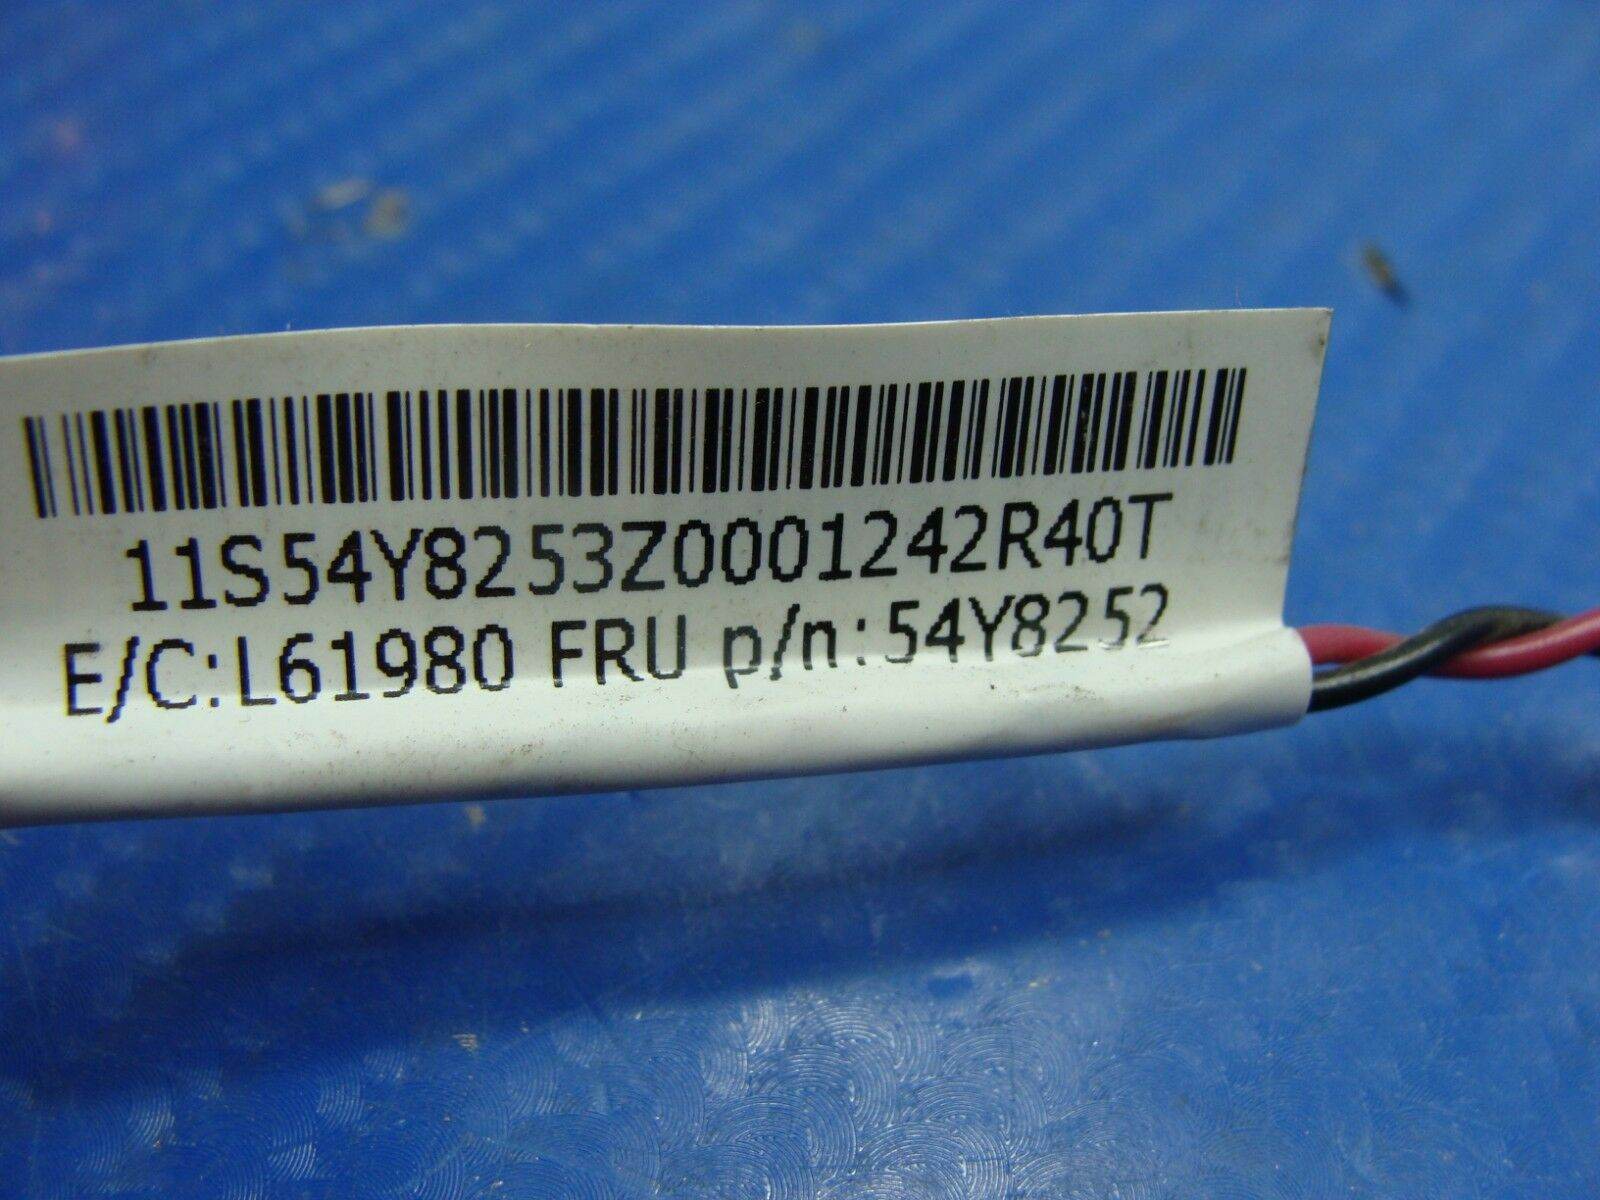 11S54Y8253Z0001242R40T
E/C:L61980 FRU p/n:54Y8252